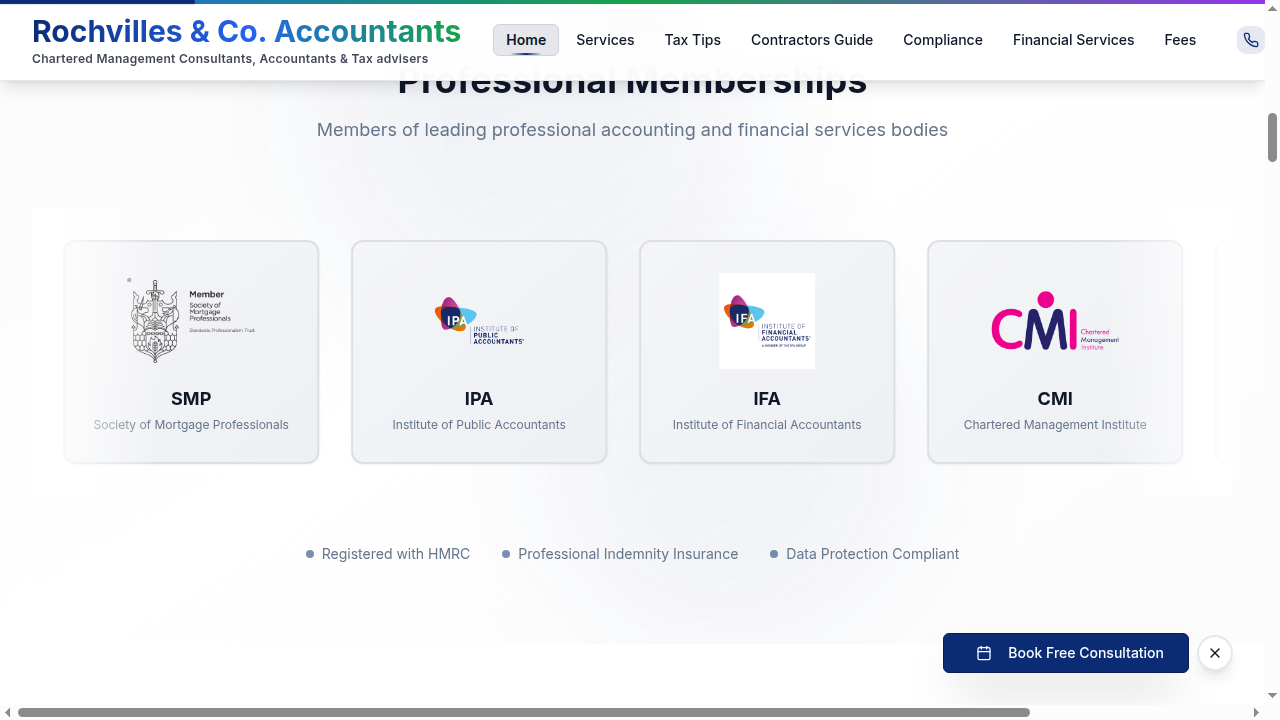 Rochvilles & Co. Accountants
Chartered Management Consultants, Accountants & Tax advisers
Home
Services
Tax Tips
Contractors Guide
Compliance
Financial Services
Fees
Professional Memberships
Members of leading professional accounting and financial services bodies
Member
Society of
Mortgage
Professionals
Standards. Professionalism. Trust.
SMP
Society of Mortgage Professionals
IPA
INSTITUTE OF
PUBLIC
ACCOUNTANTS
IPA
Institute of Public Accountants
IFA
INSTITUTE OF
FINANCIAL
ACCOUNTANTS
A MEMBER OF THE IPA GROUP
IFA
Institute of Financial Accountants
CMI
Chartered
Management
Institute
CMI
Chartered Management Institute
Registered with HMRC
Professional Indemnity Insurance
Data Protection Compliant
Book Free Consultation